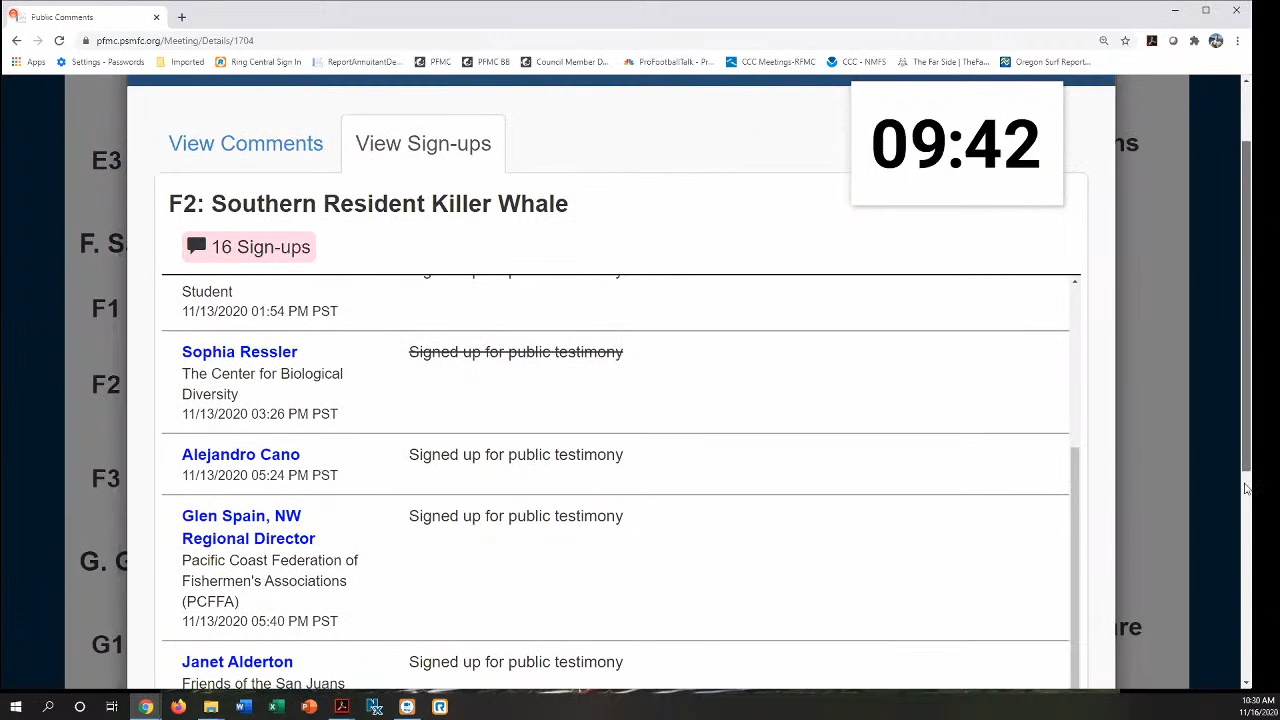 Public Comments
pfmc.psmfc.org/Meeting/Details/1704
Apps Settings - Passwords Imported Ring Central Sign In ReportAnnuitantDe... PFMC PFMC BB Council Member D... ProFootballTalk - Pr... CCC Meetings-RFMC CCC - NMFS The Far Side | TheFa... Oregon Surf Report...
09:42
View Comments View Sign-ups
E3
F2: Southern Resident Killer Whale
F. S
16 Sign-ups
Student
11/13/2020 01:54 PM PST
F1
Sophia Ressler Signed up for public testimony
The Center for Biological
Diversity
11/13/2020 03:26 PM PST
F2
Alejandro Cano Signed up for public testimony
11/13/2020 05:24 PM PST
F3
Glen Spain, NW Signed up for public testimony
Regional Director
Pacific Coast Federation of
Fishermen's Associations
(PCFFA)
11/13/2020 05:40 PM PST
G. G
G1
Janet Alderton Signed up for public testimony
Friends of the San Juans
10:30 AM
11/16/2020